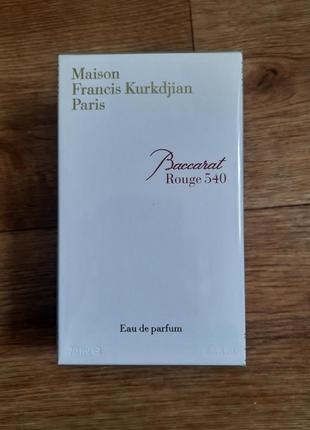 Maison
Francis Kurkdjian
Paris
Baccarat
Rouge 540
Eau de parfum